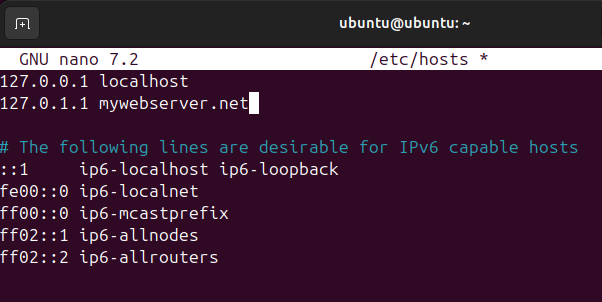 ubuntu@ubuntu: ~
GNU nano 7.2 /etc/hosts *
127.0.0.1 localhost
127.0.1.1 mywebserver.net
# The following lines are desirable for IPv6 capable hosts
::1     ip6-localhost ip6-loopback
fe00::0 ip6-localnet
ff00::0 ip6-mcastprefix
ff02::1 ip6-allnodes
ff02::2 ip6-allrouters